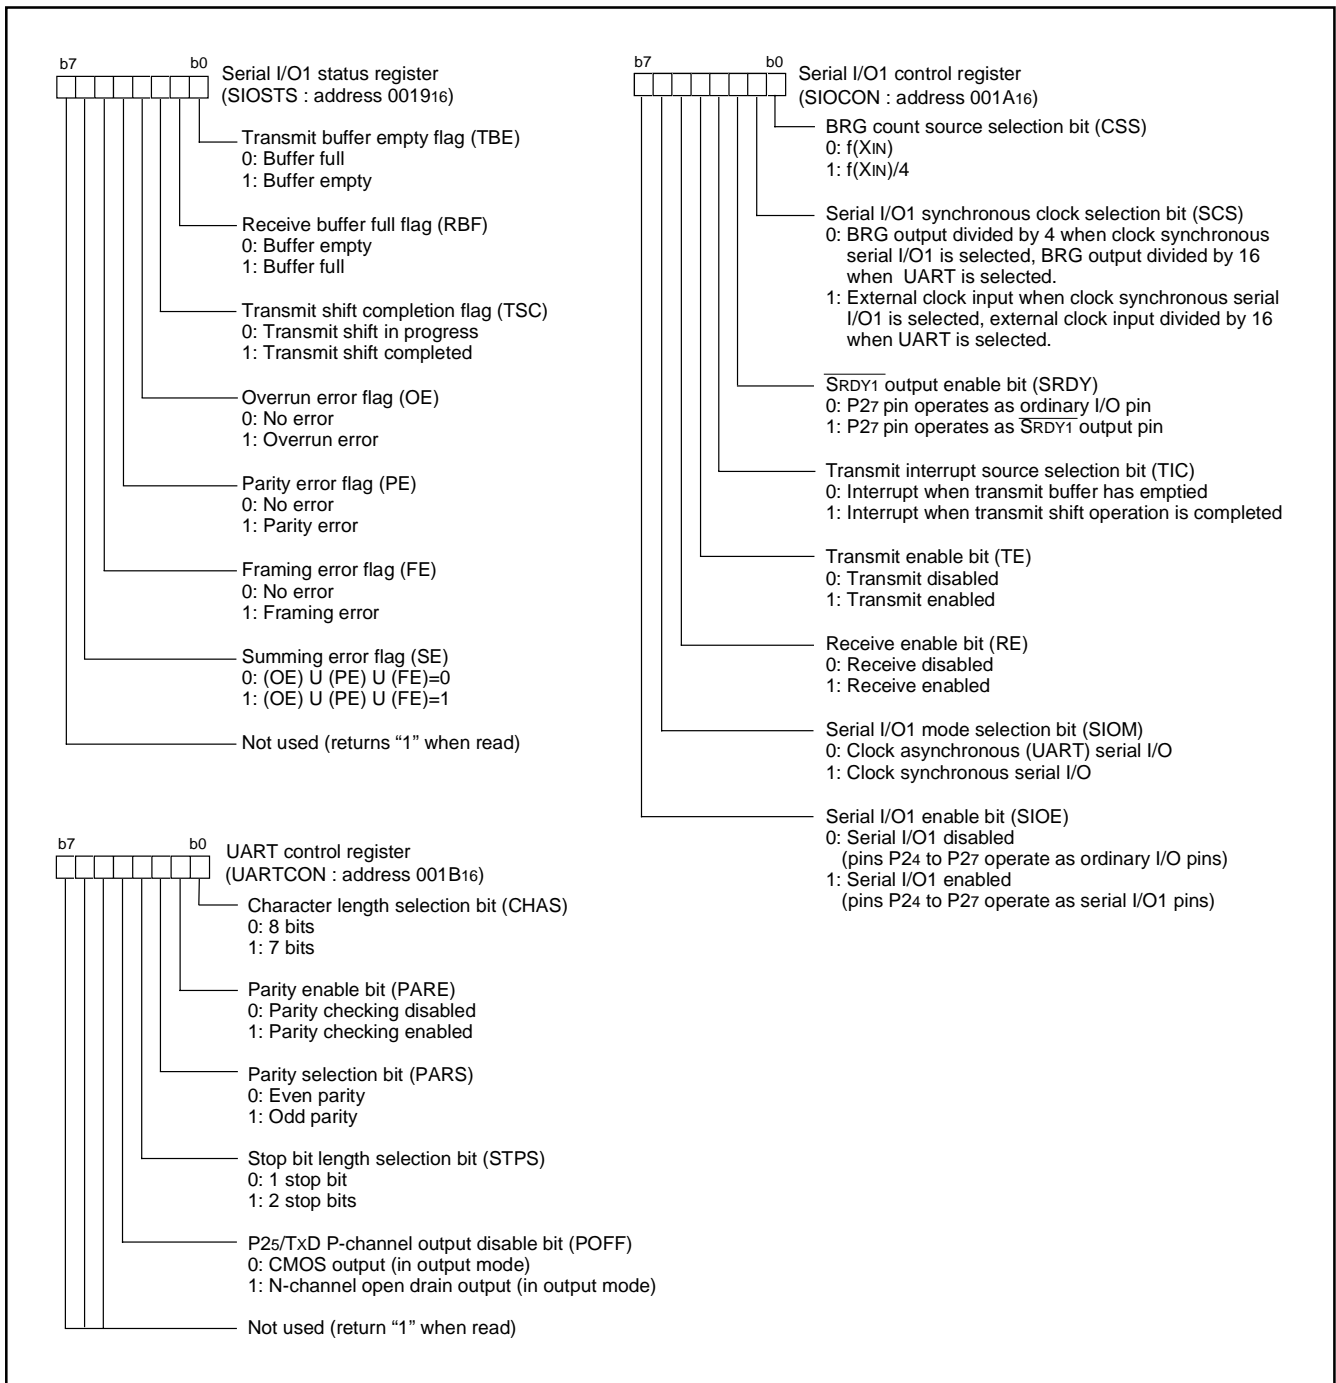 b7 b0
Serial I/O1 status register
(SIOSTS : address 001916)
Transmit buffer empty flag (TBE)
0: Buffer full
1: Buffer empty
Receive buffer full flag (RBF)
0: Buffer empty
1: Buffer full
Transmit shift completion flag (TSC)
0: Transmit shift in progress
1: Transmit shift completed
Overrun error flag (OE)
0: No error
1: Overrun error
Parity error flag (PE)
0: No error
1: Parity error
Framing error flag (FE)
0: No error
1: Framing error
Summing error flag (SE)
0: (OE) U (PE) U (FE)=0
1: (OE) U (PE) U (FE)=1
Not used (returns “1” when read)
b7 b0
UART control register
(UARTCON : address 001B16)
Character length selection bit (CHAS)
0: 8 bits
1: 7 bits
Parity enable bit (PARE)
0: Parity checking disabled
1: Parity checking enabled
Parity selection bit (PARS)
0: Even parity
1: Odd parity
Stop bit length selection bit (STPS)
0: 1 stop bit
1: 2 stop bits
P25/TXD P-channel output disable bit (POFF)
0: CMOS output (in output mode)
1: N-channel open drain output (in output mode)
Not used (return “1” when read)
b7 b0
Serial I/O1 control register
(SIOCON : address 001A16)
BRG count source selection bit (CSS)
0: f(XIN)
1: f(XIN)/4
Serial I/O1 synchronous clock selection bit (SCS)
0: BRG output divided by 4 when clock synchronous
serial I/O1 is selected, BRG output divided by 16
when UART is selected.
1: External clock input when clock synchronous serial
I/O1 is selected, external clock input divided by 16
when UART is selected.
SRDY1 output enable bit (SRDY)
0: P27 pin operates as ordinary I/O pin
1: P27 pin operates as SRDY1 output pin
Transmit interrupt source selection bit (TIC)
0: Interrupt when transmit buffer has emptied
1: Interrupt when transmit shift operation is completed
Transmit enable bit (TE)
0: Transmit disabled
1: Transmit enabled
Receive enable bit (RE)
0: Receive disabled
1: Receive enabled
Serial I/O1 mode selection bit (SIOM)
0: Clock asynchronous (UART) serial I/O
1: Clock synchronous serial I/O
Serial I/O1 enable bit (SIOE)
0: Serial I/O1 disabled
(pins P24 to P27 operate as ordinary I/O pins)
1: Serial I/O1 enabled
(pins P24 to P27 operate as serial I/O1 pins)